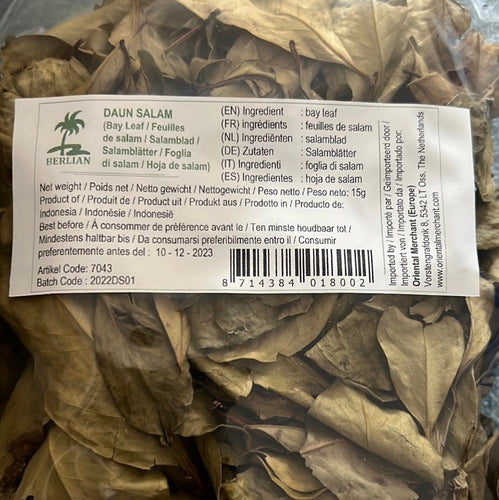 BERLIAN
DAUN SALAM
(Bay Leaf / Feuilles
de salam / Salamblad /
Salamblätter / Foglia
di salam / Hoja de salam)
(EN) Ingredient : bay leaf
(FR) ingrédients : feuilles de salam
(NL) Ingrediënten : salamblad
(DE) Zutaten : Salamblätter
(IT) Ingredienti : foglia di salam
(ES) Ingredientes : hoja de salam
Net weight / Poids net / Netto gewicht / Nettogewicht / Peso netto / Peso neto : 15g
Product of / Produit de / Product uit / Produkt aus / Prodotto in / Producto de:
Indonesia / Indonésie / Indonesië
Best before / À consommer de préférence avant le / Ten minste houdbaar tot /
Mindestens haltbar bis / Da consumarsi preferibilmente entro il / Consumir
preferentemente antes del : 10 - 12 - 2023
Artikel Code : 7043
Batch Code : 2022DS01
8 714384 018002
Imported by / Importé par / Geïmporteerd door /
Importiert von / Importato da / Importado por:
Oriental Merchant (Europe)
Vorstengrafdonk 8, 5342 LT Oss, The Netherlands
www.orientalmerchant.com